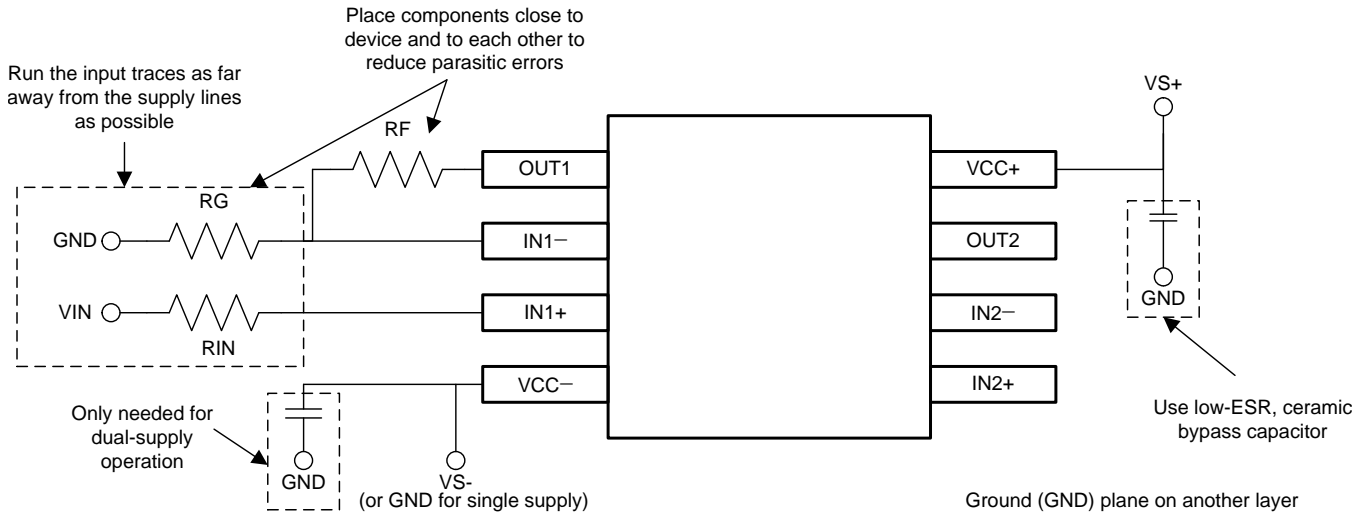 Place components close to
device and to each other to
reduce parasitic errors
Run the input traces as far
away from the supply lines
as possible
VS+
RF
OUT1
VCC+
RG
GND
IN1−
OUT2
GND
VIN
IN1+
IN2−
RIN
VCC−
IN2+
Only needed for
dual-supply
operation
Use low-ESR, ceramic
bypass capacitor
GND
VS-
(or GND for single supply)
Ground (GND) plane on another layer